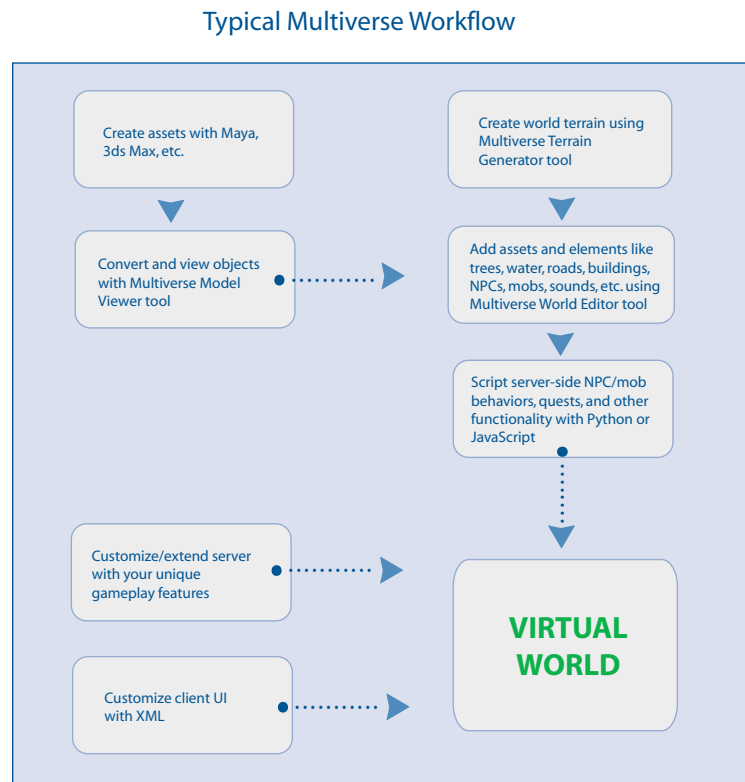 Typical Multiverse Workflow
Create assets with Maya,
3ds Max, etc.
Create world terrain using
Multiverse Terrain
Generator tool
Convert and view objects
with Multiverse Model
Viewer tool
Add assets and elements like
trees, water, roads, buildings,
NPCs, mobs, sounds, etc. using
Multiverse World Editor tool
Script server-side NPC/mob
behaviors, quests, and other
functionality with Python or
JavaScript
Customize/extend server
with your unique
gameplay features
VIRTUAL
WORLD
Customize client UI
with XML